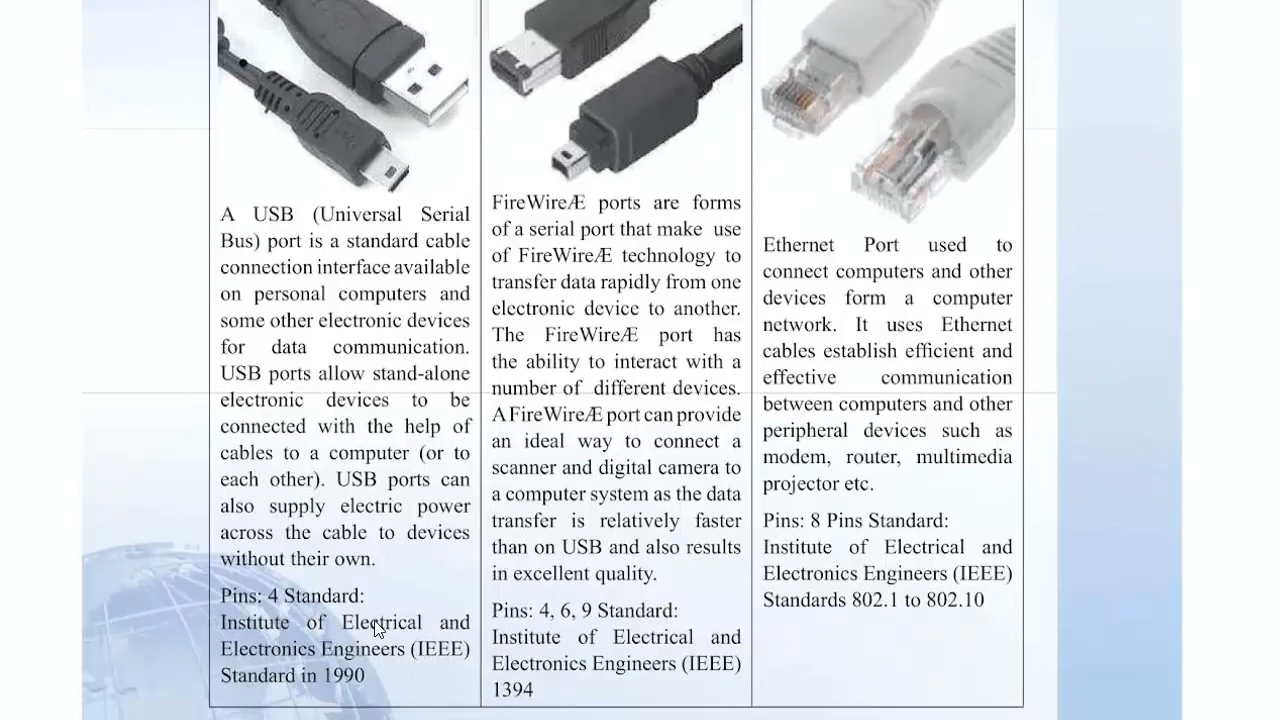 A USB (Universal Serial
Bus) port is a standard cable
connection interface available
on personal computers and
some other electronic devices
for data communication.
USB ports allow stand-alone
electronic devices to be
connected with the help of
cables to a computer (or to
each other). USB ports can
also supply electric power
across the cable to devices
without their own.
Pins: 4 Standard:
Institute of Electrical and
Electronics Engineers (IEEE)
Standard in 1990
FireWireÆ ports are forms
of a serial port that make use
of FireWireÆ technology to
transfer data rapidly from one
electronic device to another.
The FireWireÆ port has
the ability to interact with a
number of different devices.
A FireWireÆ port can provide
an ideal way to connect a
scanner and digital camera to
a computer system as the data
transfer is relatively faster
than on USB and also results
in excellent quality.
Pins: 4, 6, 9 Standard:
Institute of Electrical and
Electronics Engineers (IEEE)
1394
Ethernet Port used to
connect computers and other
devices form a computer
network. It uses Ethernet
cables establish efficient and
effective communication
between computers and other
peripheral devices such as
modem, router, multimedia
projector etc.
Pins: 8 Pins Standard:
Institute of Electrical and
Electronics Engineers (IEEE)
Standards 802.1 to 802.10